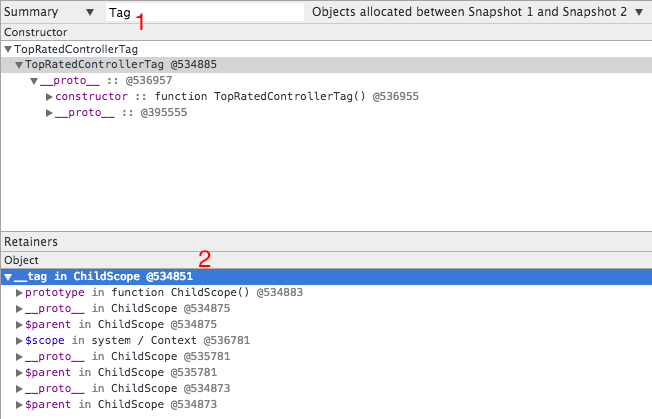 Summary ▼ Tag Objects allocated between Snapshot 1 and Snapshot 2 ▼
1
Constructor
▼TopRatedControllerTag
▼TopRatedControllerTag @534885
▼__proto__ :: @536957
▶constructor :: function TopRatedControllerTag() @536955
▶__proto__ :: @395555
Retainers
2
Object
▼__tag in ChildScope @534851
▶prototype in function ChildScope() @534883
▶__proto__ in ChildScope @534875
▶$parent in ChildScope @534875
▶$scope in system / Context @536781
▶__proto__ in ChildScope @535781
▶$parent in ChildScope @535781
▶__proto__ in ChildScope @534873
▶$parent in ChildScope @534873